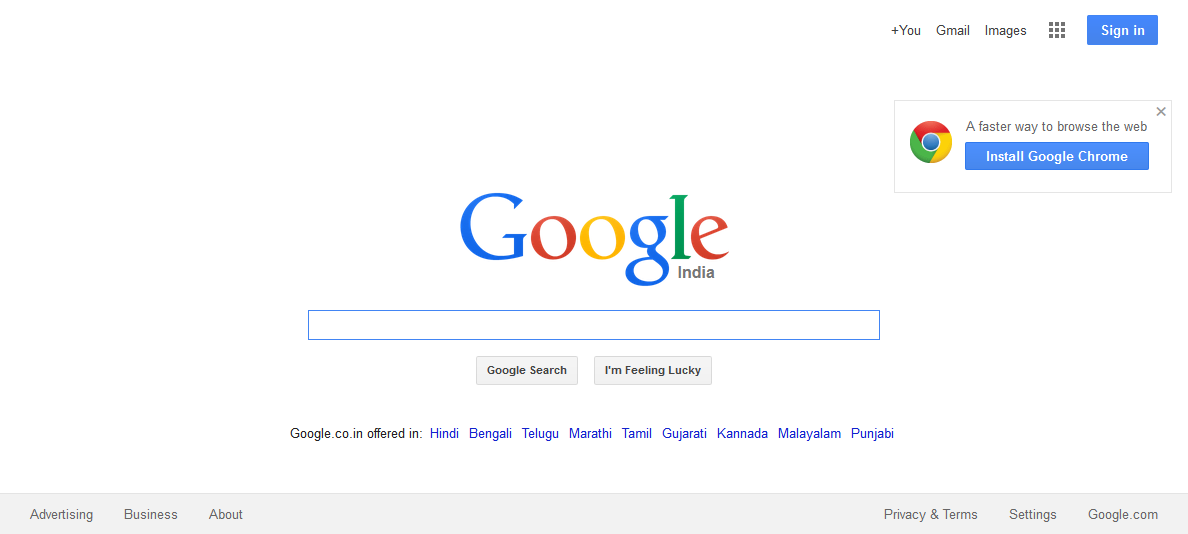 +You Gmail Images Sign in
A faster way to browse the web
Install Google Chrome
Google
India
Google Search I'm Feeling Lucky
Google.co.in offered in: Hindi Bengali Telugu Marathi Tamil Gujarati Kannada Malayalam Punjabi
Advertising Business About Privacy & Terms Settings Google.com